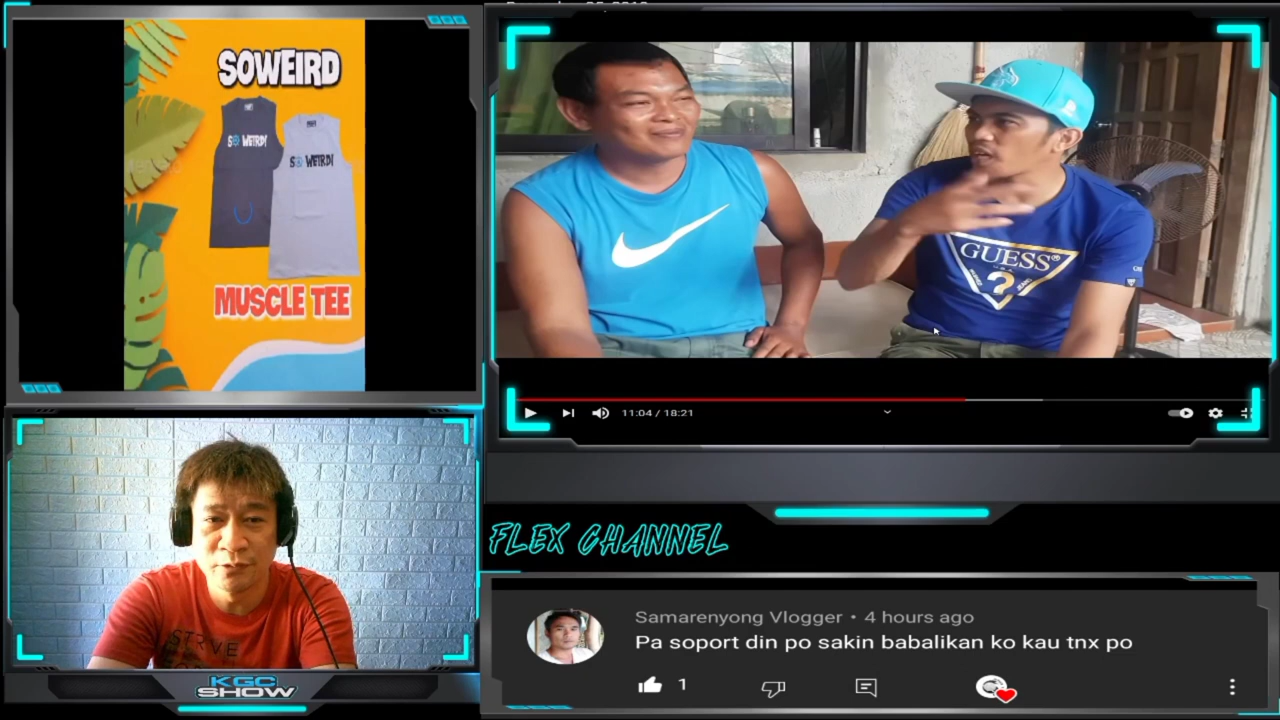 SOWEIRD
SO WEIRD!
SO WEIRD!
MUSCLE TEE
GUESS®
?
11:04 / 18:21
STRVE
KGC
SHOW
FLEX CHANNEL
Samarenyong Vlogger • 4 hours ago
Pa soport din po sakin babalikan ko kau tnx po
1